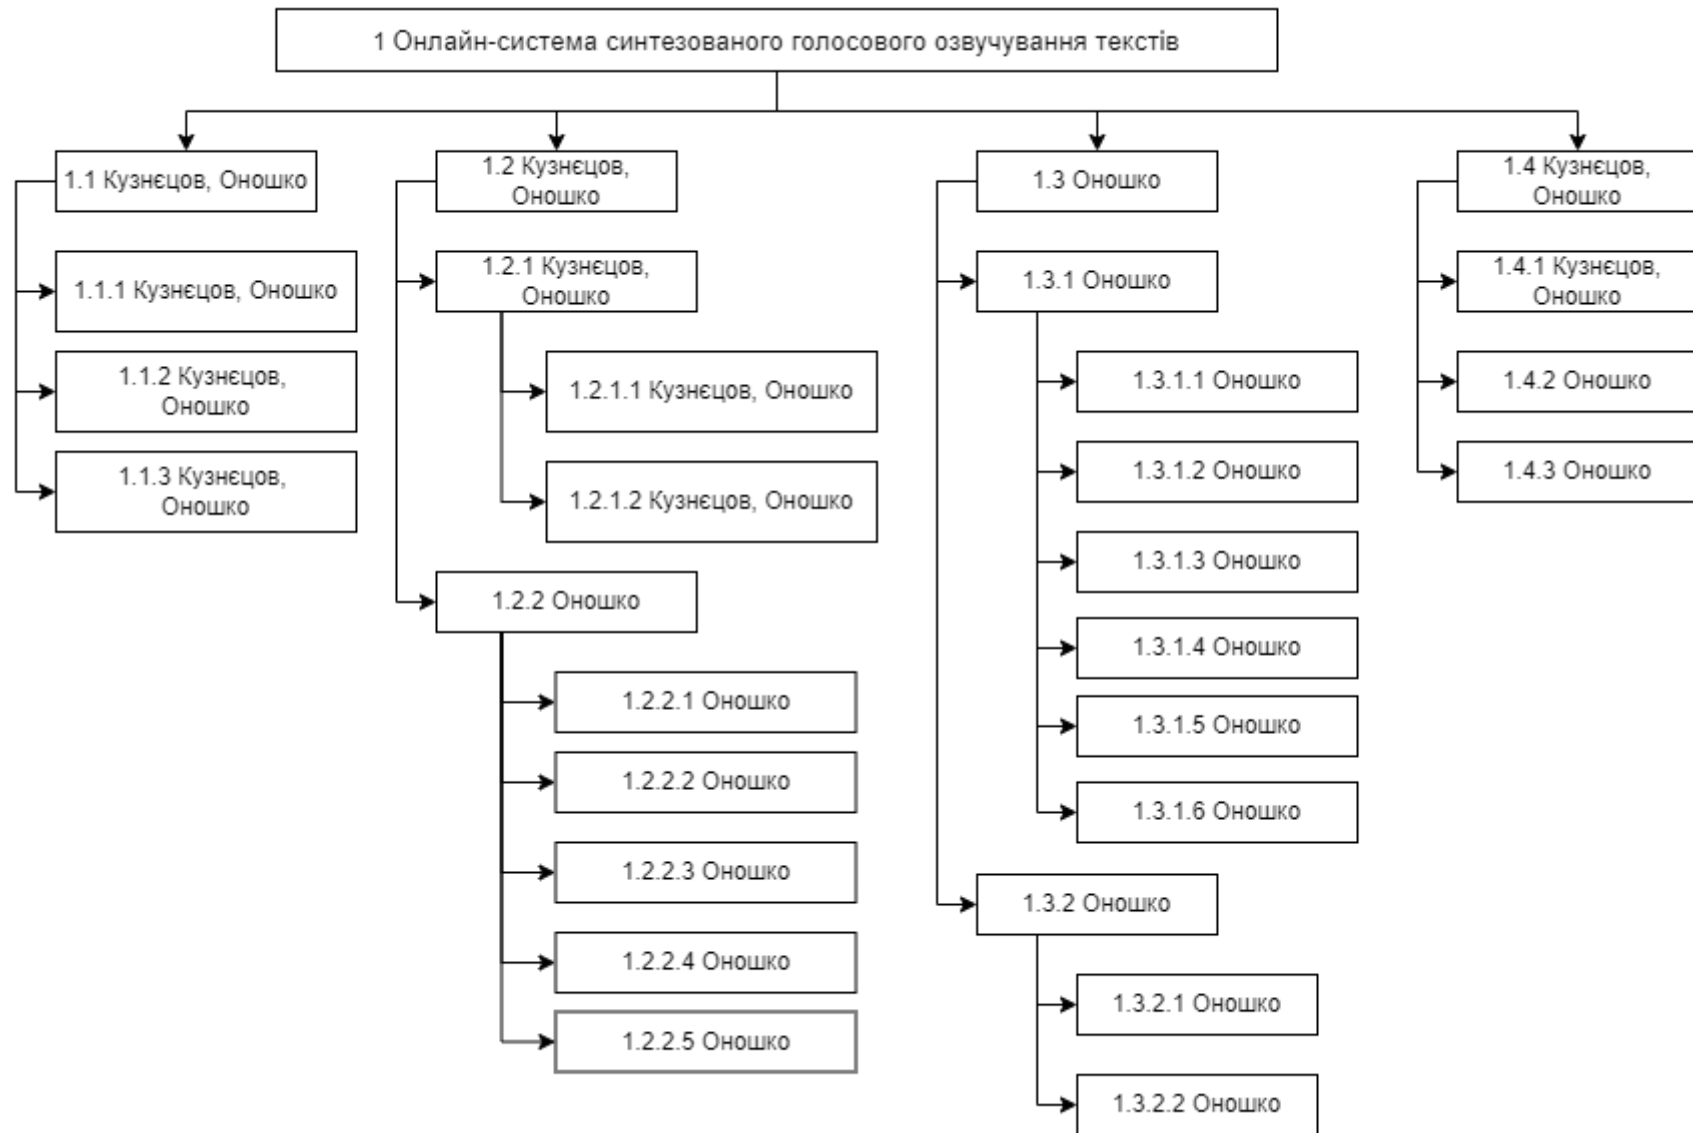 1 Онлайн-система синтезованого голосового озвучування текстів
1.1 Кузнєцов, Оношко
1.1.1 Кузнєцов, Оношко
1.1.2 Кузнєцов,
Оношко
1.1.3 Кузнєцов,
Оношко
1.2 Кузнєцов,
Оношко
1.2.1 Кузнєцов,
Оношко
1.2.1.1 Кузнєцов, Оношко
1.2.1.2 Кузнєцов, Оношко
1.2.2 Оношко
1.2.2.1 Оношко
1.2.2.2 Оношко
1.2.2.3 Оношко
1.2.2.4 Оношко
1.2.2.5 Оношко
1.3 Оношко
1.3.1 Оношко
1.3.1.1 Оношко
1.3.1.2 Оношко
1.3.1.3 Оношко
1.3.1.4 Оношко
1.3.1.5 Оношко
1.3.1.6 Оношко
1.3.2 Оношко
1.3.2.1 Оношко
1.3.2.2 Оношко
1.4 Кузнєцов,
Оношко
1.4.1 Кузнєцов,
Оношко
1.4.2 Оношко
1.4.3 Оношко